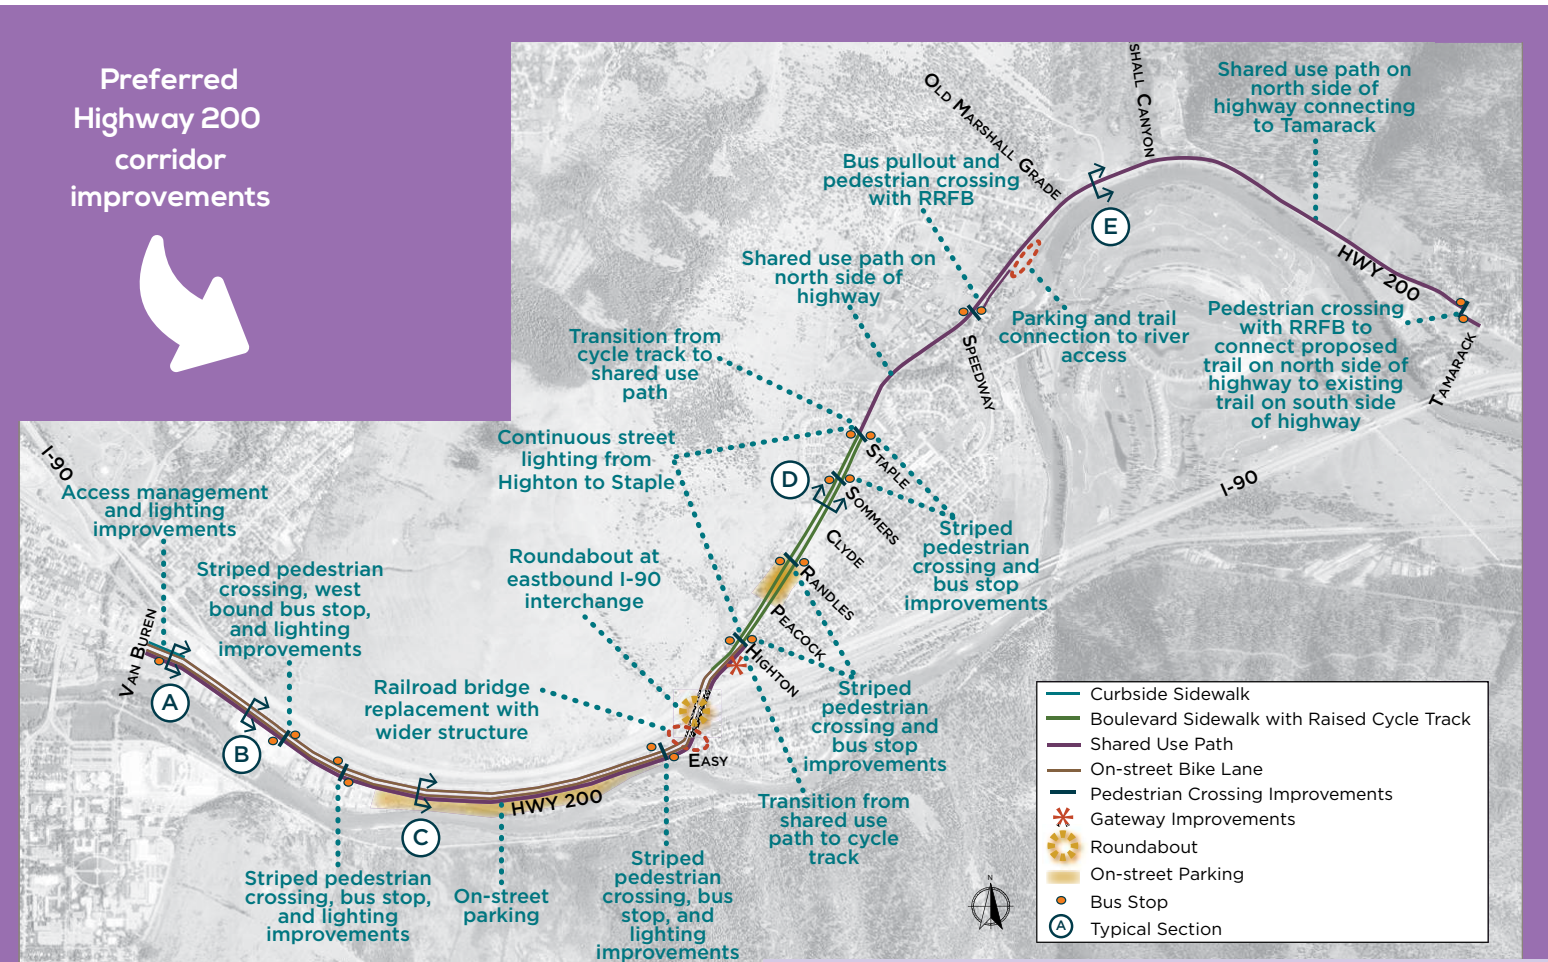 Preferred
Highway 200
corridor
improvements
SHALL CANYON
OLD MARSHALL GRADE
Shared use path on
north side of
highway connecting
to Tamarack
Bus pullout and
pedestrian crossing
with RRFB
E
Shared use path on
north side of
highway
HWY 200
Parking and trail
connection to river
access
Pedestrian crossing
with RRFB to
connect proposed
trail on north side of
highway to existing
trail on south side
of highway
TAMARACK
SPEEDWAY
Transition from
cycle track to
shared use
path
Continuous street
lighting from
Highton to Staple
STAPLE
D
SOMMERS
I-90
I-90
Access management
and lighting
improvements
Striped
pedestrian
crossing and
bus stop
improvements
CLYDE
Roundabout at
eastbound I-90
interchange
RANDLES
Striped pedestrian
crossing, west
bound bus stop,
and lighting
improvements
PEACOCK
VAN BUREN
HIGHTON
A
Railroad bridge
replacement with
wider structure
Striped
pedestrian
crossing and
bus stop
improvements
B
EASY
HWY 200
C
Transition from
shared use
path to cycle
track
Striped pedestrian
crossing, bus stop,
and lighting
improvements
On-street
parking
Striped
pedestrian
crossing, bus
stop, and
lighting
improvements
N
Curbside Sidewalk
Boulevard Sidewalk with Raised Cycle Track
Shared Use Path
On-street Bike Lane
Pedestrian Crossing Improvements
Gateway Improvements
Roundabout
On-street Parking
Bus Stop
A Typical Section